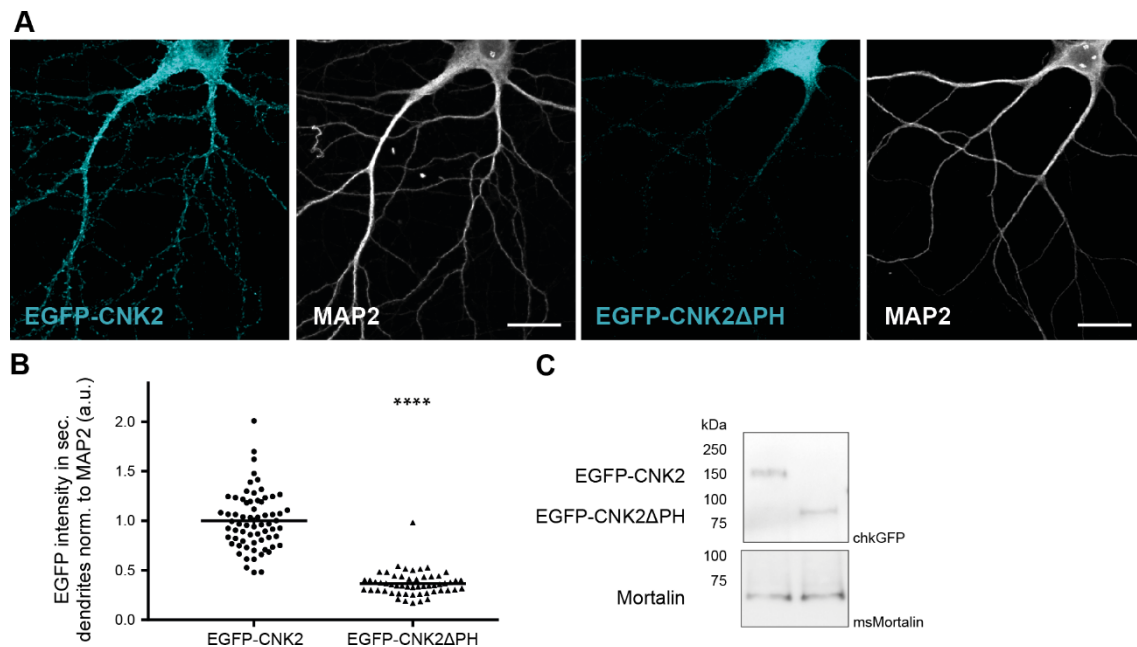 A
EGFP-CNK2
MAP2
EGFP-CNK2ΔPH
MAP2
B
EGFP intensity in sec.
dendrites norm. to MAP2 (a.u.)
2.0
1.5
1.0
0.5
0.0
****
EGFP-CNK2
EGFP-CNK2ΔPH
C
kDa
250
EGFP-CNK2
150
100
EGFP-CNK2ΔPH
75
chkGFP
100
75
Mortalin
msMortalin